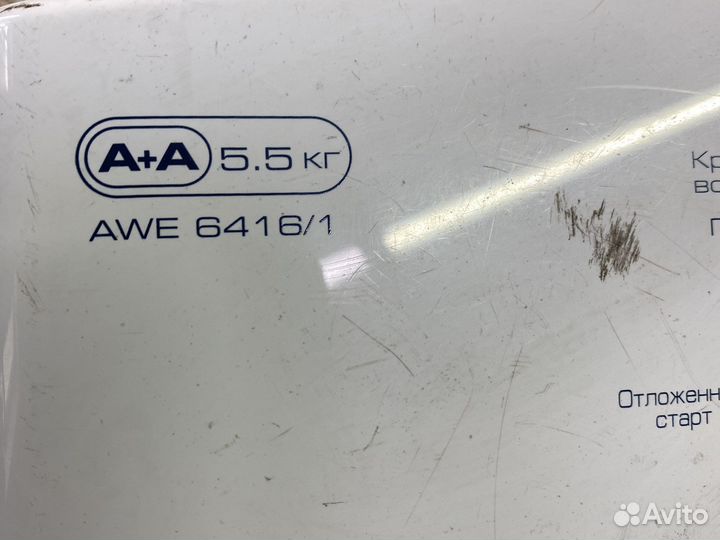 A+A 5.5 кг
AWE 6416/1
Отложенн
старт
Avito